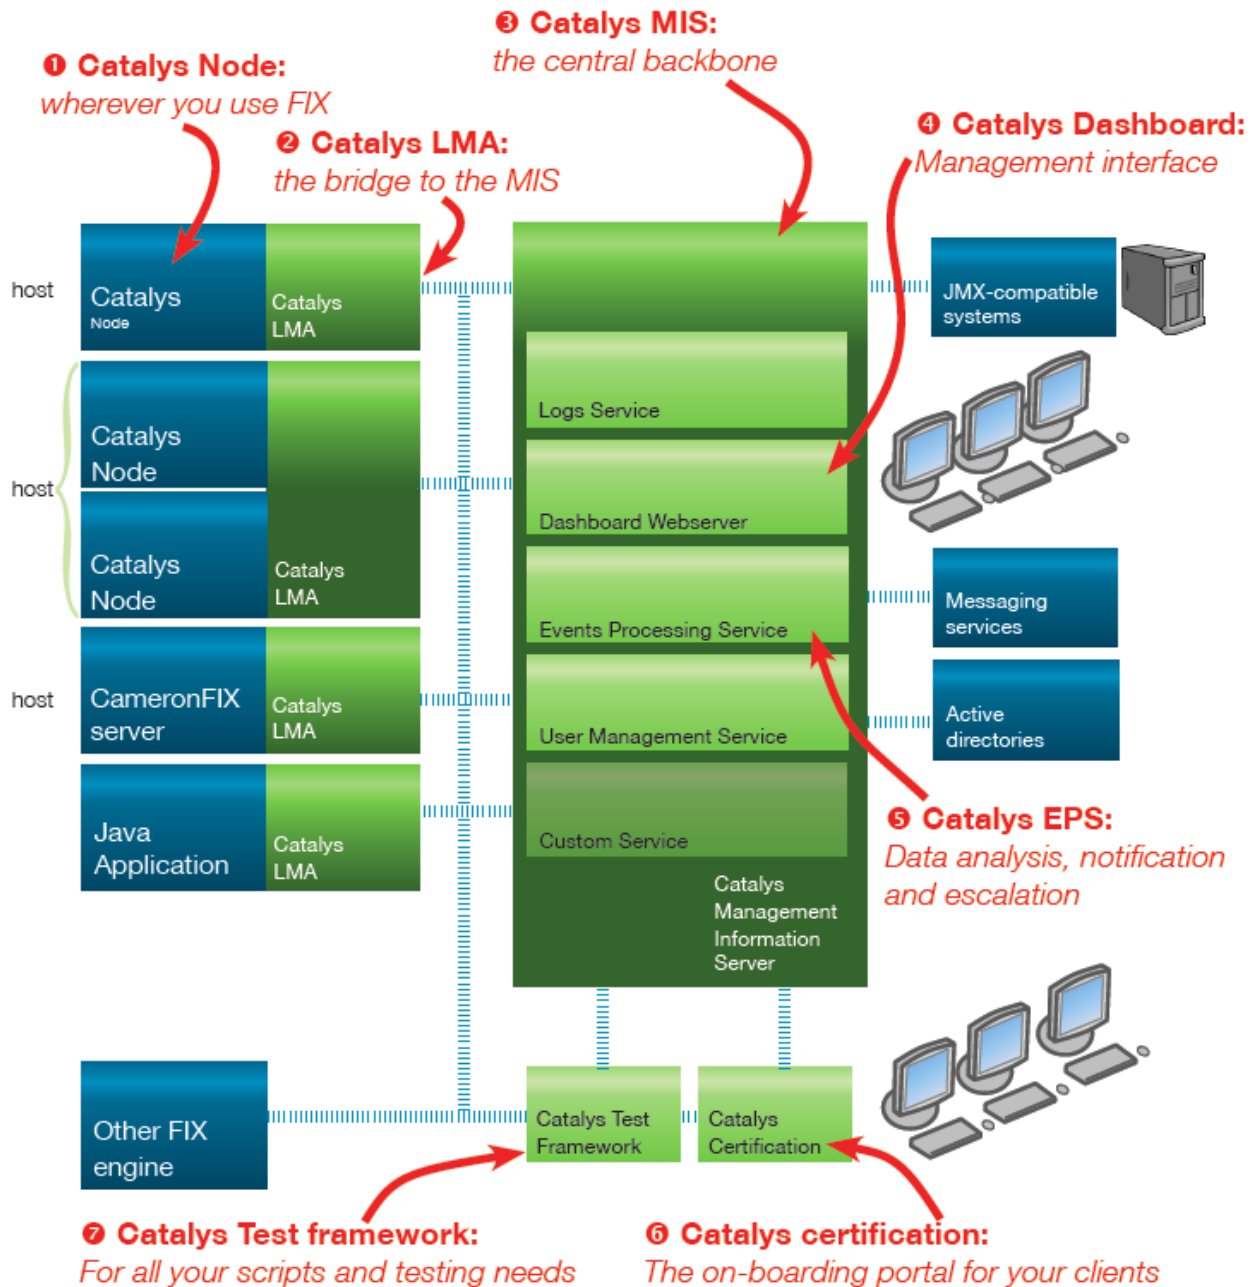 ❸ Catalys MIS:
the central backbone
❶ Catalys Node:
wherever you use FIX
❷ Catalys LMA:
the bridge to the MIS
❹ Catalys Dashboard:
Management interface
host
Catalys
Node
Catalys
LMA
JMX-compatible
systems
Logs Service
host
Catalys
Node
Catalys
Node
Catalys
LMA
Dashboard Webserver
Events Processing Service
Messaging
services
host
CameronFIX
server
Catalys
LMA
User Management Service
Active
directories
Java
Application
Catalys
LMA
Custom Service
❺ Catalys EPS:
Data analysis, notification
and escalation
Catalys
Management
Information
Server
Other FIX
engine
Catalys Test
Framework
Catalys
Certification
❼ Catalys Test framework:
For all your scripts and testing needs
❻ Catalys certification:
The on-boarding portal for your clients